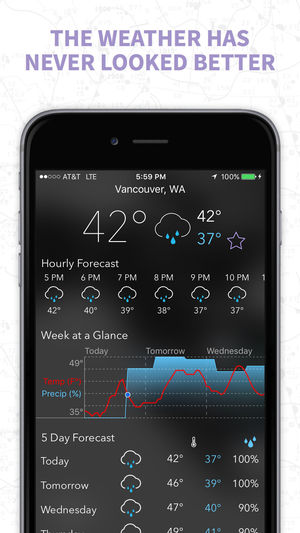 THE WEATHER HAS
NEVER LOOKED BETTER
AT&T LTE 5:59 PM 100%
Vancouver, WA
42° 42°
37°
Hourly Forecast
5 PM 6 PM 7 PM 8 PM 9 PM 10 PM 1
42° 40° 39° 38° 37° 37°
Week at a Glance
Today Tomorrow Wednesday
49°
Temp (F°)
Precip (%)
35°
5 Day Forecast
Today 42° 37° 100%
Tomorrow 46° 39° 100%
Wednesday 47° 40° 90%
Thursday 49° 41° 90%